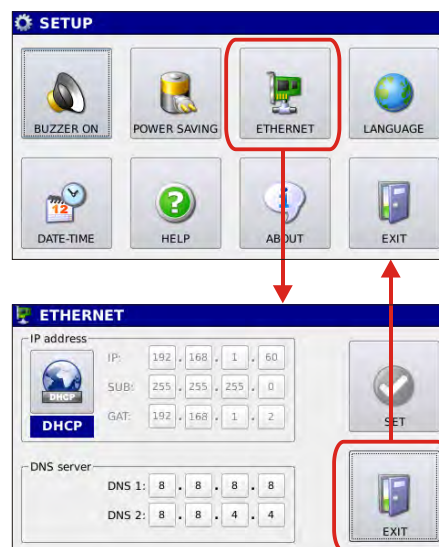 SETUP
BUZZER ON POWER SAVING ETHERNET LANGUAGE
12
DATE-TIME HELP ABOUT EXIT
ETHERNET
IP address
IP: 192 . 168 . 1 . 60
SUB: 255 . 255 . 255 . 0
GAT: 192 . 168 . 1 . 2
DHCP
DHCP
SET
DNS server
DNS 1: 8 . 8 . 8 . 8
DNS 2: 8 . 8 . 4 . 4
EXIT